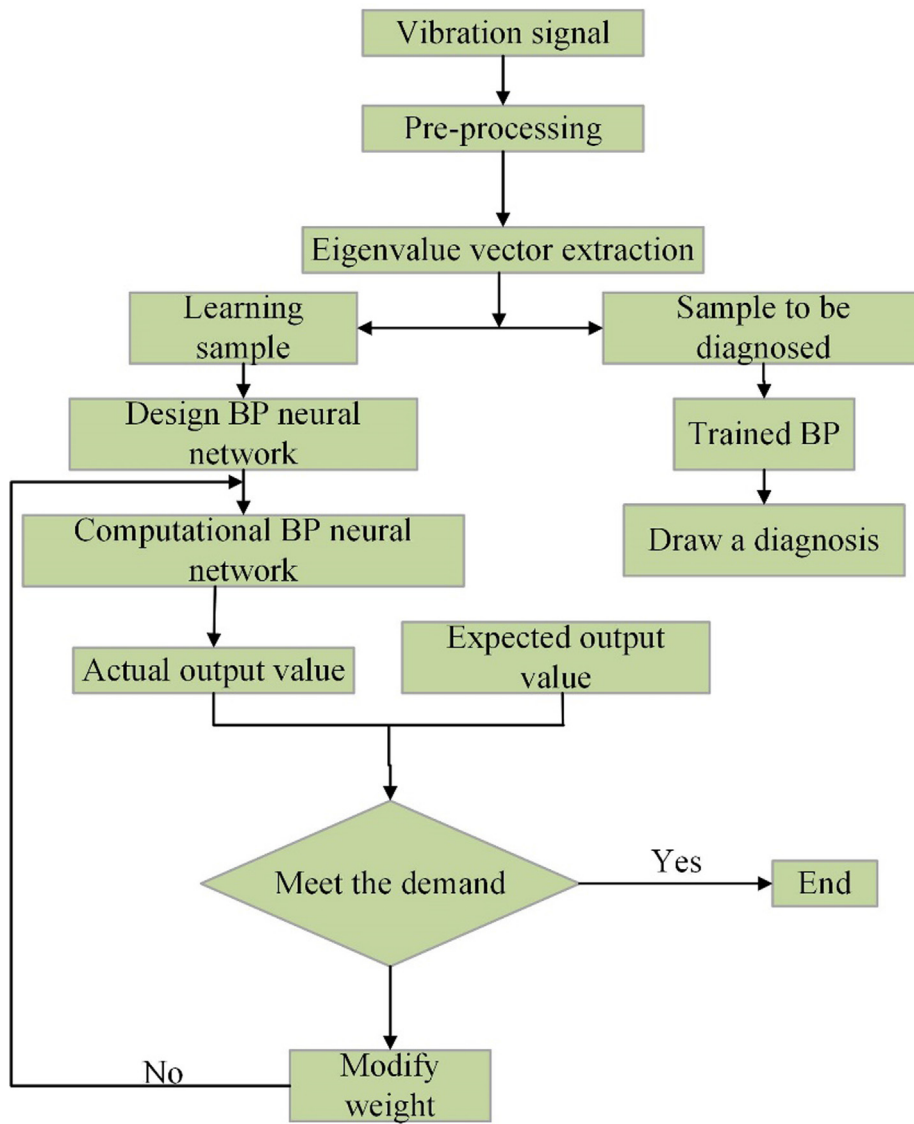 Vibration signal
Pre-processing
Eigenvalue vector extraction
Learning
sample
Sample to be
diagnosed
Design BP neural
network
Trained BP
Computational BP neural
network
Draw a diagnosis
Actual output value
Expected output
value
Meet the demand
Yes
End
No
Modify
weight